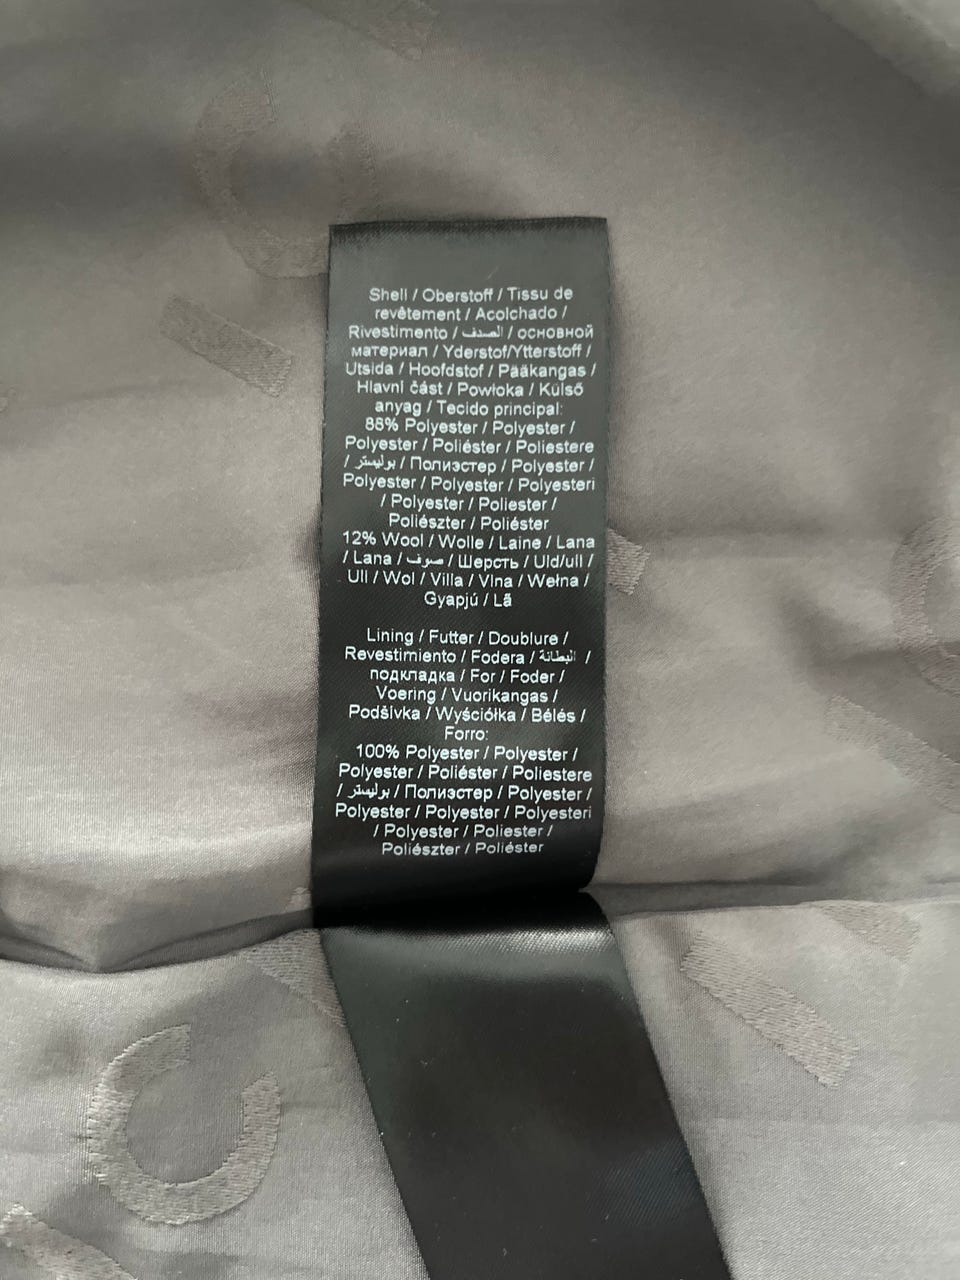 Shell / Oberstoff / Tissu de
revêtement / Acolchado /
Rivestimento / الصدف / основной
материал / Yderstof/Ytterstoff /
Utsida / Hoofdstof / Pääkangas /
Hlavní část / Powłoka / Külső
anyag / Tecido principal:
88% Polyester / Polyester /
Polyester / Poliéster / Poliestere
/ بوليستر / Полиэстер / Polyester /
Polyester / Polyester / Polyesteri
/ Polyester / Poliester /
Poliészter / Poliéster
12% Wool / Wolle / Laine / Lana
/ Lana / صوف / Шерсть / Uld/ull /
Ull / Wol / Villa / Vlna / Wełna /
Gyapjú / Lã
Lining / Futter / Doublure /
Revestimiento / Fodera / البطانة /
подкладка / For / Foder /
Voering / Vuorikangas /
Podšívka / Wyściółka / Bélés /
Forro:
100% Polyester / Polyester /
Polyester / Poliéster / Poliestere
/ بوليستر / Полиэстер / Polyester /
Polyester / Polyester / Polyesteri
/ Polyester / Poliester /
Poliészter / Poliéster